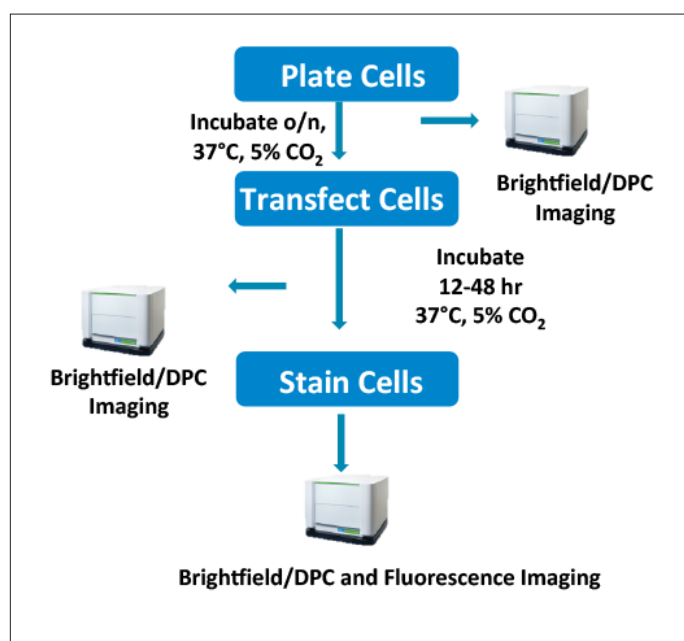 Plate Cells
Incubate o/n,
37°C, 5% CO₂
Brightfield/DPC
Imaging
Transfect Cells
Incubate
12-48 hr
37°C, 5% CO₂
Brightfield/DPC
Imaging
Stain Cells
Brightfield/DPC and Fluorescence Imaging